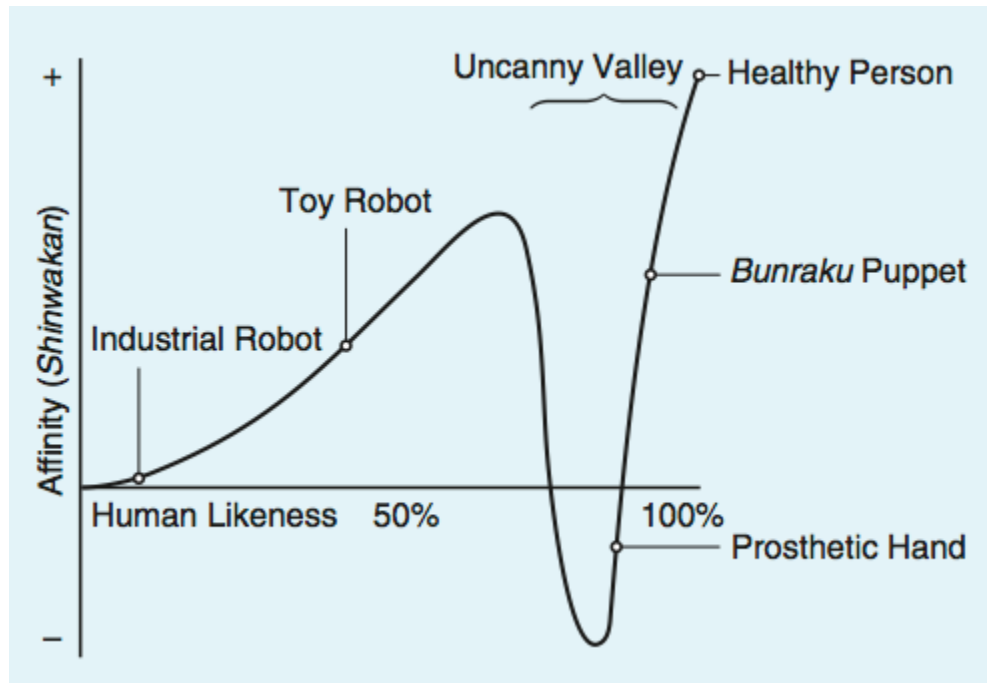 +
Uncanny Valley
Healthy Person
Toy Robot
Bunraku Puppet
Industrial Robot
Affinity (Shinwakan)
Human Likeness 50% 100%
Prosthetic Hand
–